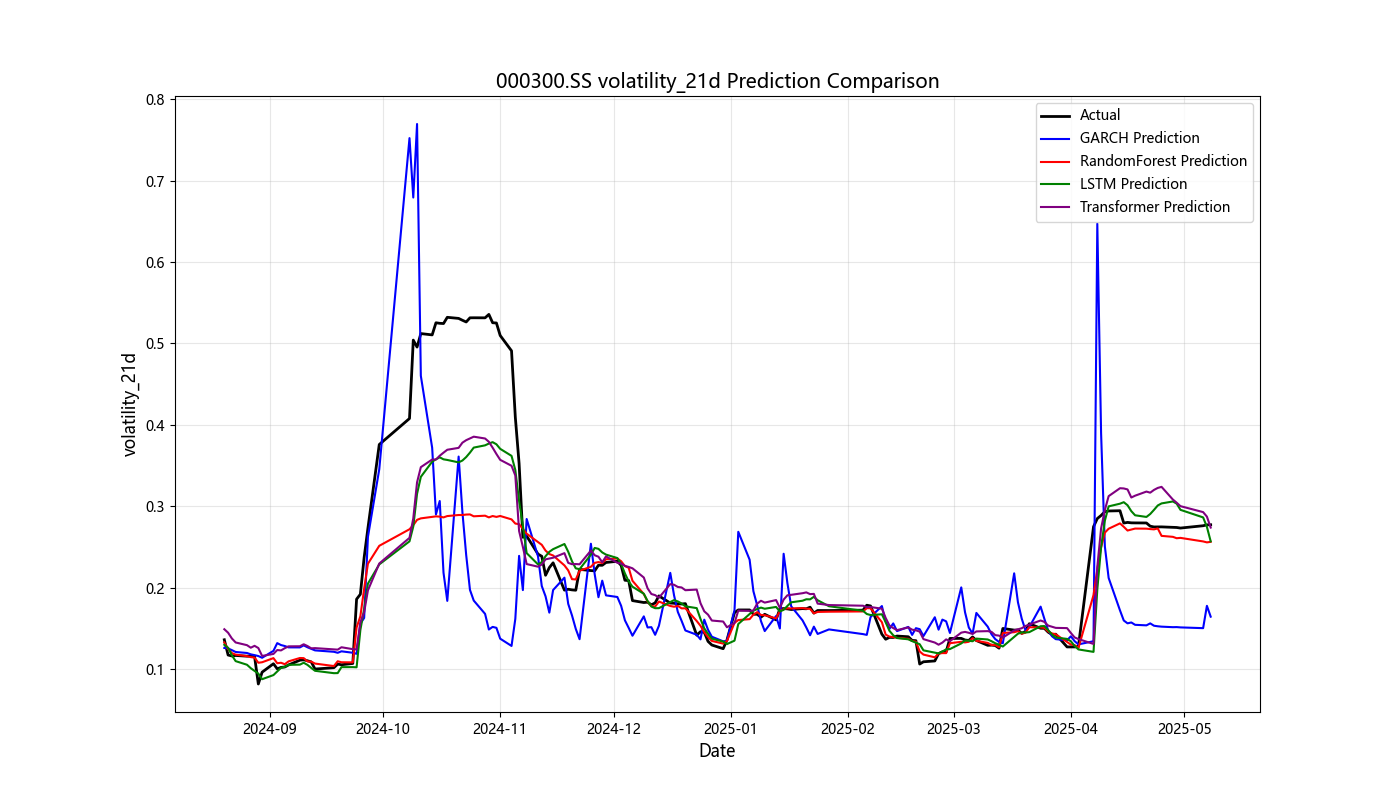 000300.SS volatility_21d Prediction Comparison
Actual
GARCH Prediction
RandomForest Prediction
LSTM Prediction
Transformer Prediction
volatility_21d
0.8
0.7
0.6
0.5
0.4
0.3
0.2
0.1
2024-09
2024-10
2024-11
2024-12
2025-01
2025-02
2025-03
2025-04
2025-05
Date